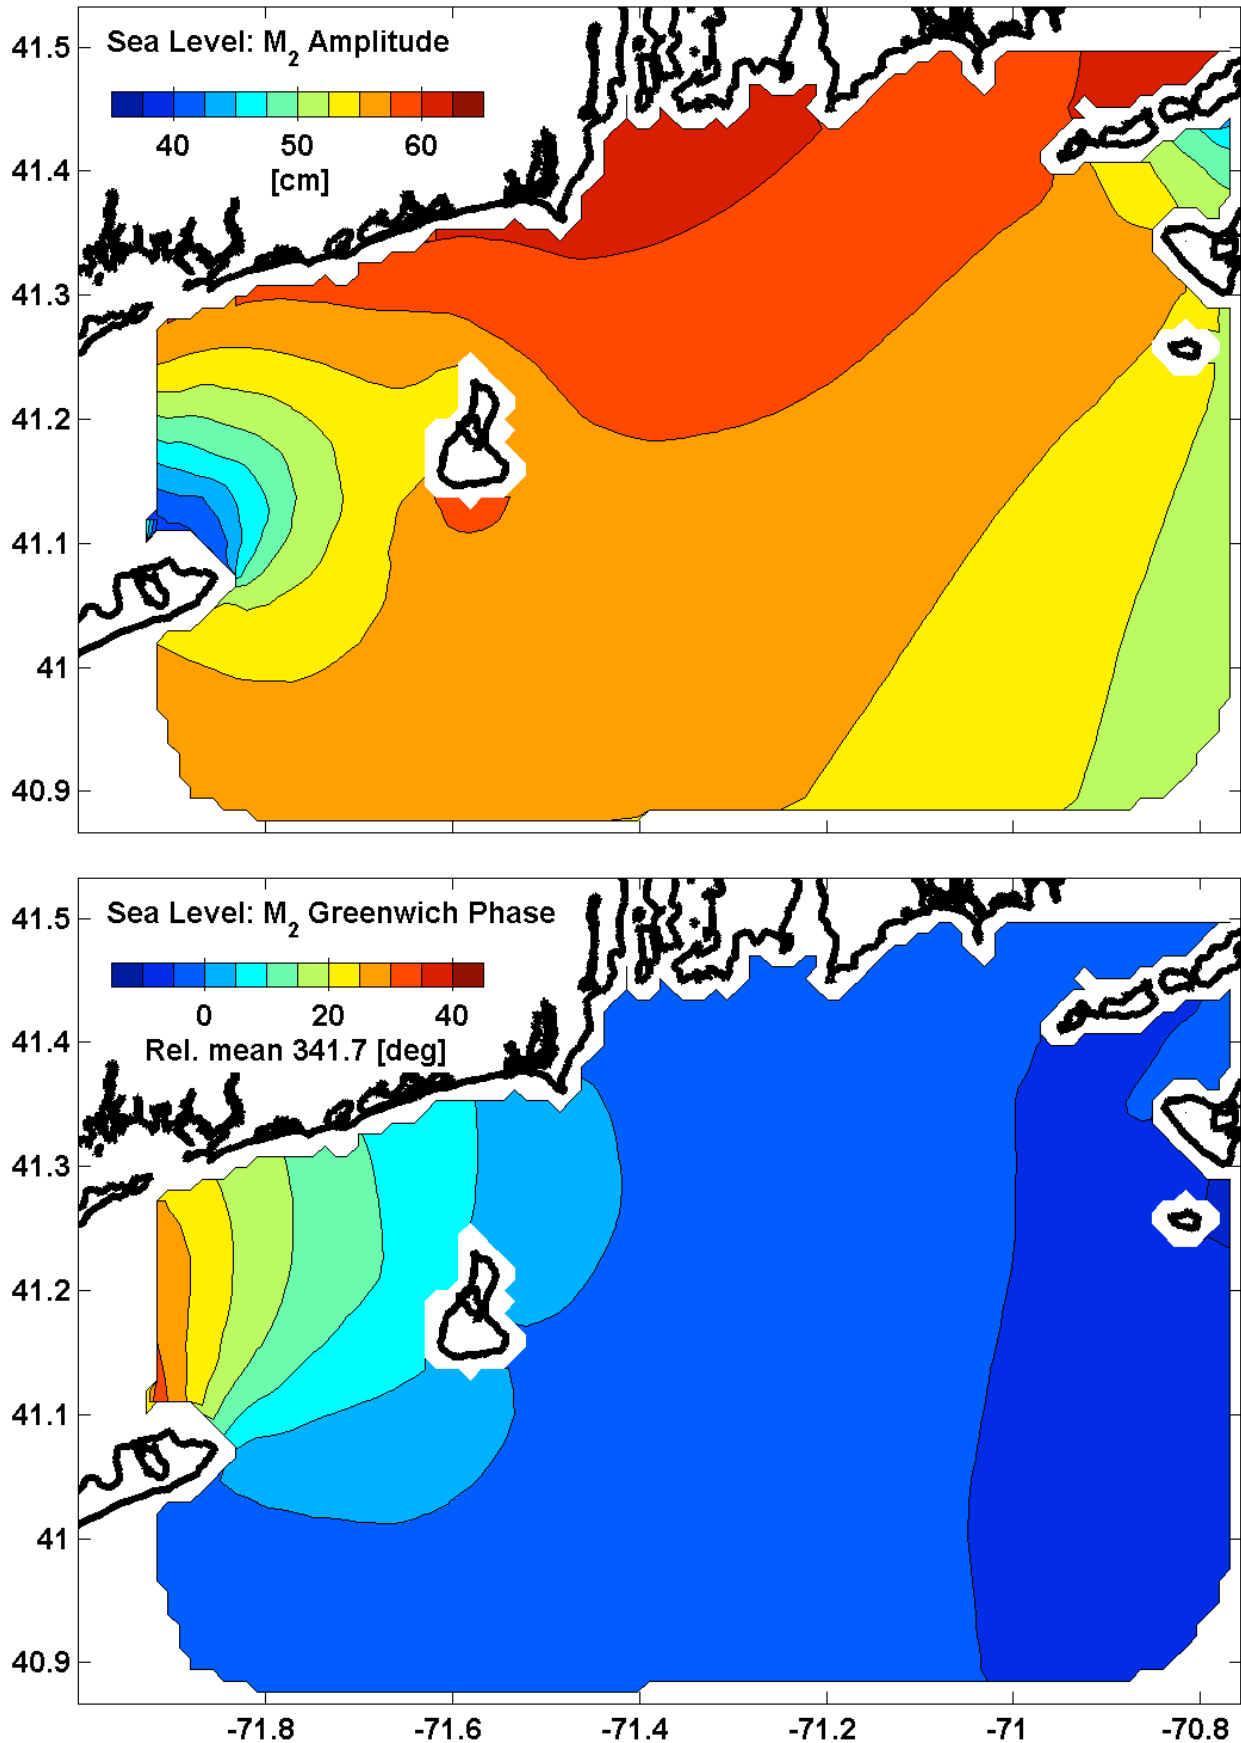 41.5
Sea Level: M2 Amplitude
40 50 60
[cm]
41.4
41.3
41.2
41.1
41
40.9
41.5
Sea Level: M2 Greenwich Phase
0 20 40
Rel. mean 341.7 [deg]
41.4
41.3
41.2
41.1
41
40.9
-71.8 -71.6 -71.4 -71.2 -71 -70.8